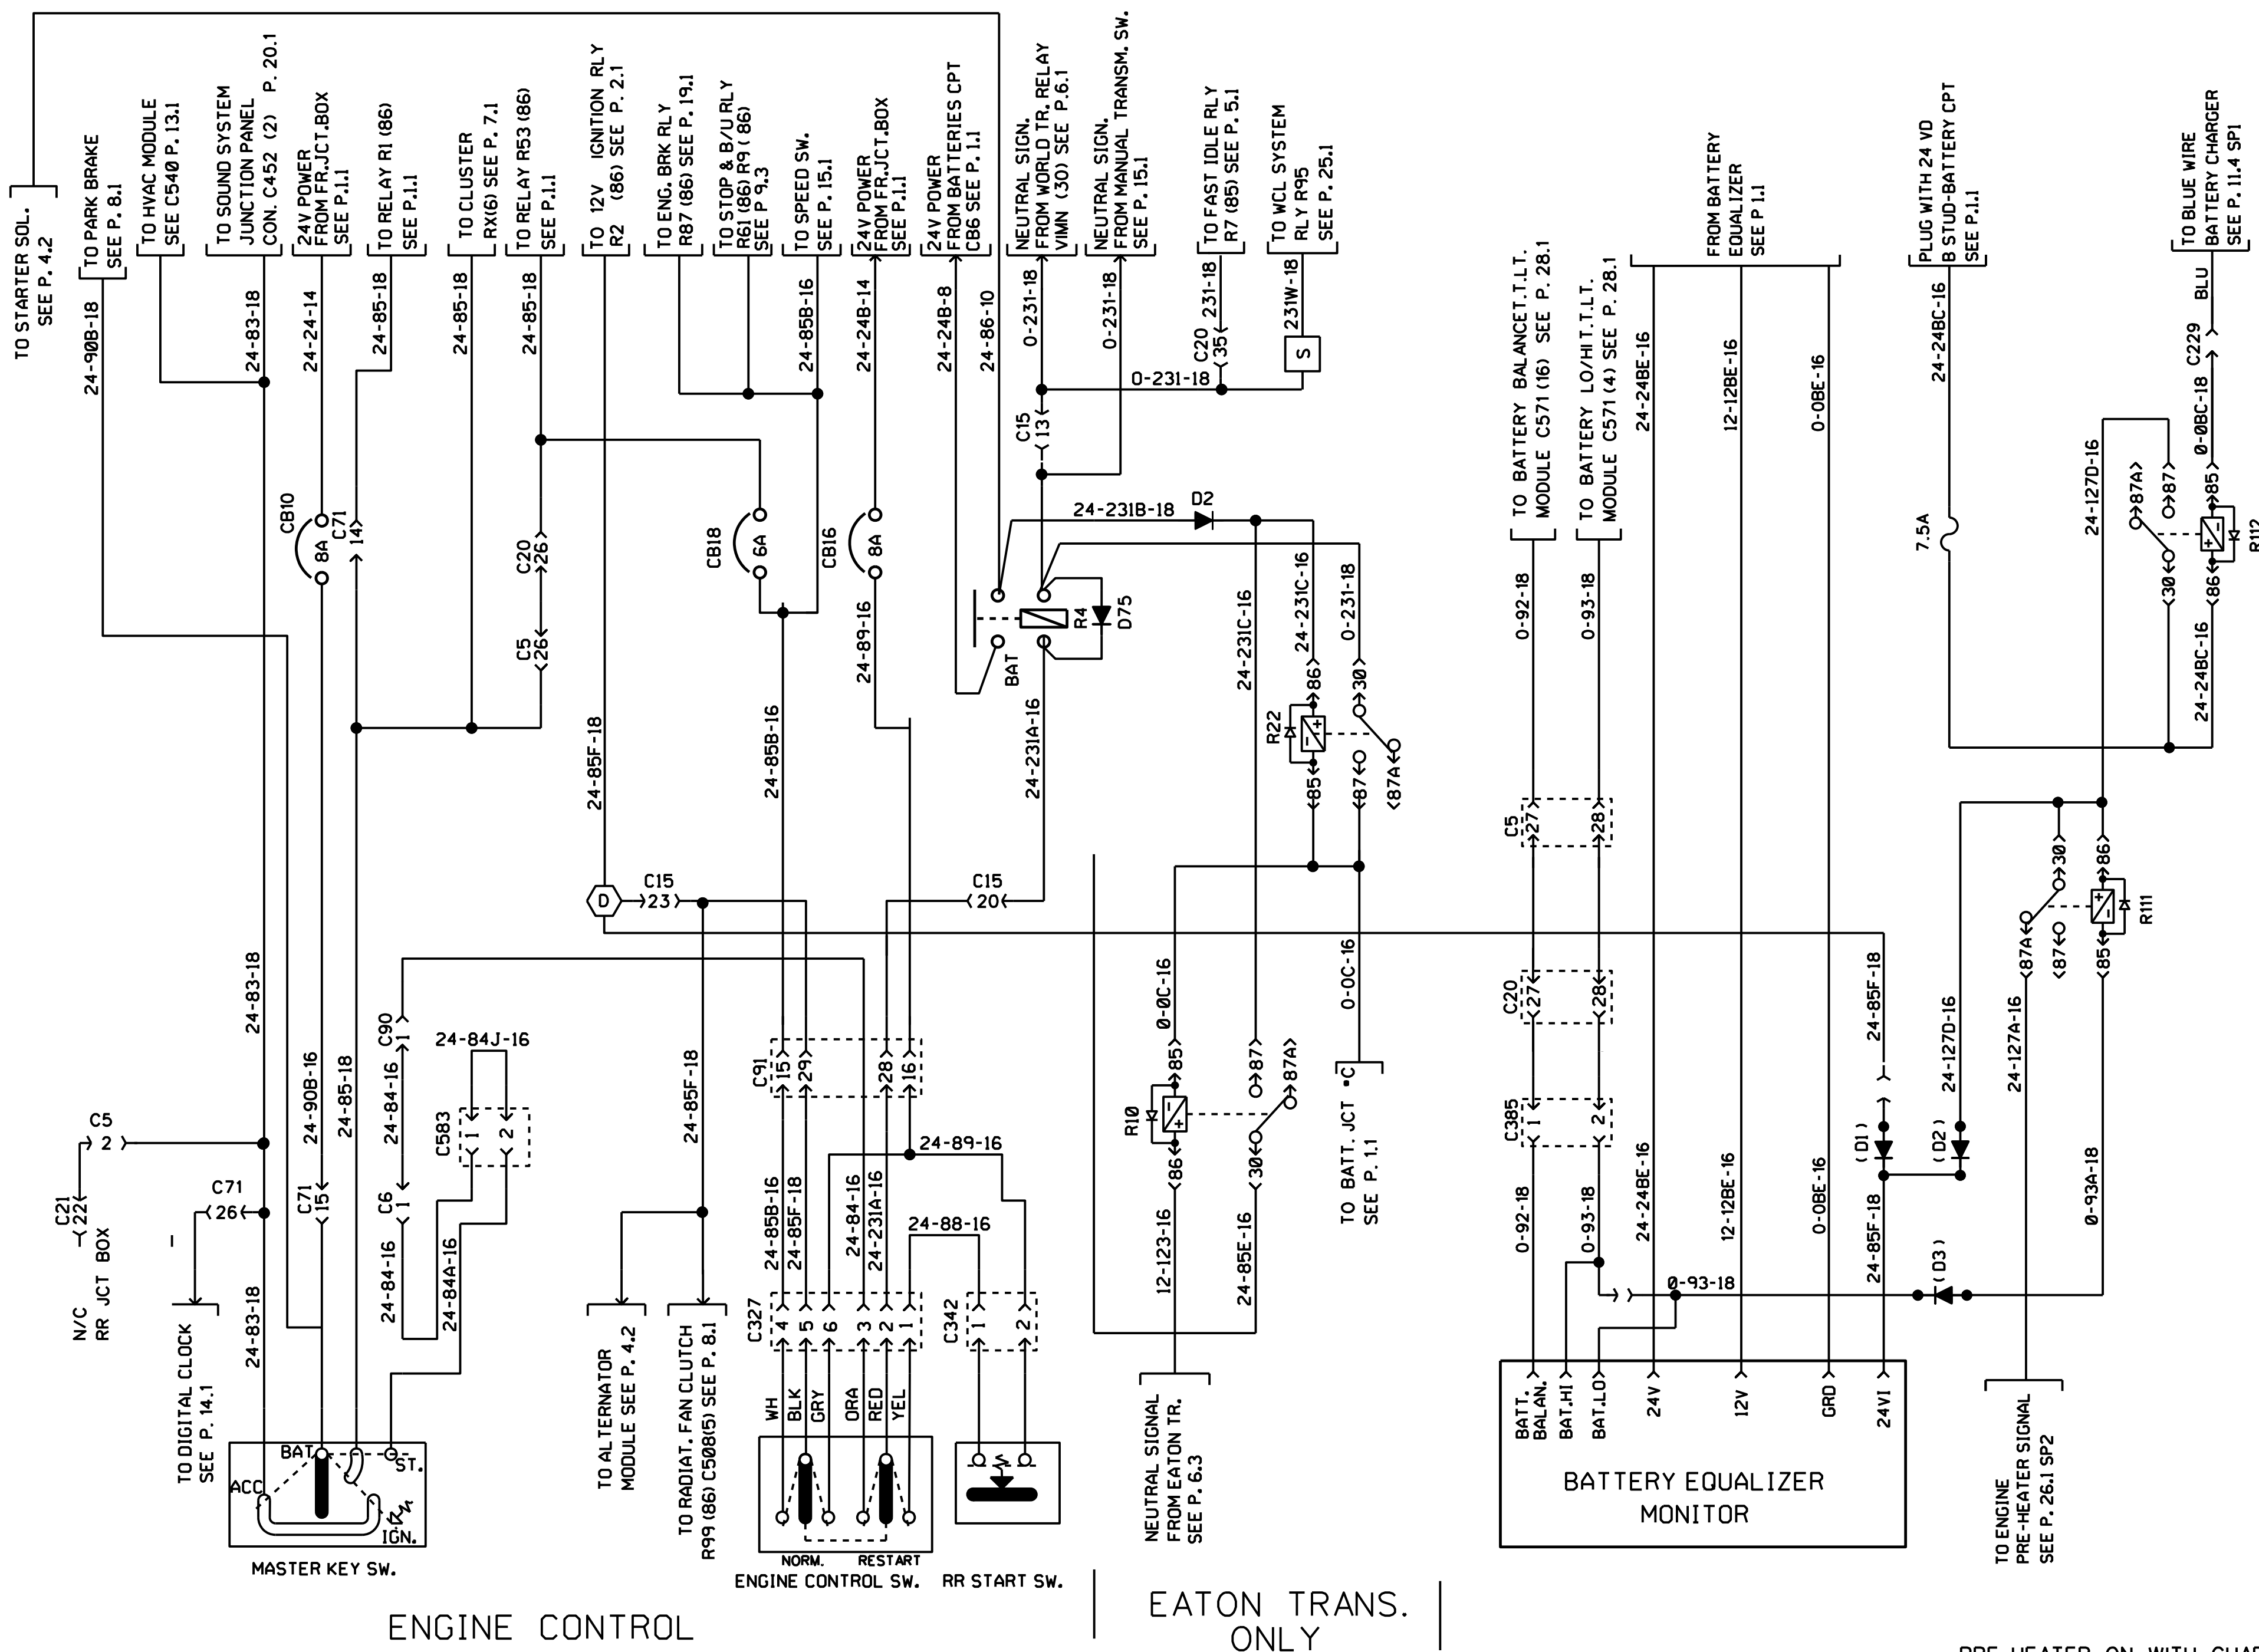 TO STARTER SOL.
SEE P. 4.2
TO PARK BRAKE
SEE P. 8.1
TO HVAC MODULE
SEE C540 P. 13.1
TO SOUND SYSTEM
JUNCTION PANEL
CON. C452 (2) P. 20.1
24V POWER
FROM FR.JCT.BOX
SEE P.1.1
TO RELAY R1 (86)
SEE P.1.1
TO CLUSTER
RX(6) SEE P. 7.1
TO RELAY R53 (86)
SEE P.1.1
TO 12V IGNITION RLY
R2 (86) SEE P. 2.1
TO ENG. BRK RLY
R87 (86) SEE P. 19.1
TO STOP & B/U RLY
R61 (86) R9 (86)
SEE P 9.3
TO SPEED SW.
SEE P. 15.1
24V POWER
FROM FR.JCT.BOX
SEE P.1.1
24V POWER
FROM BATTERIES CPT
CB6 SEE P. 1.1
NEUTRAL SIGN.
FROM WORLD TR. RELAY
VIMN (30) SEE P.6.1
NEUTRAL SIGN.
FROM MANUAL TRANSM. SW.
SEE P. 15.1
TO FAST IDLE RLY
R7 (85) SEE P. 5.1
TO WCL SYSTEM
RLY R95
SEE P. 25.1
TO BATTERY BALANCET.T.LT.
MODULE C571 (16) SEE P. 28.1
TO BATTERY LO/HI T.T.LT.
MODULE C571 (4) SEE P. 28.1
FROM BATTERY
EQUALIZER
SEE P 1.1
PLUG WITH 24 VD
B STUD-BATTERY CPT
SEE P.1.1
TO BLUE WIRE
BATTERY CHARGER
SEE P. 11.4 SP1
24-90B-18
24-83-18
24-24-14
24-85-18
24-85-18
24-85-18
24-85B-16
24-24B-14
24-24B-8
24-86-10
0-231-18
0-231-18
C20
35
231-18
231W-18
S
0-231-18
C15
13
24-24BE-16
12-12BE-16
0-0BE-16
24-24BC-16
BLU
C229
0-0BC-18
24-127D-16
87A
87
85
30
86
R112
7.5A
24-24BC-16
CB10
8A
C71
14
C20
26
C5
26
CB18
6A
CB16
8A
24-89-16
24-231B-18
D2
R4
D75
BAT
24-231C-16
24-231C-16
0-231-18
86
30
R22
85
87
87A
0-92-18
0-93-18
24-85F-18
24-85B-16
24-231A-16
C5
27
28
D
C15
23
C15
20
30
86
87A
87
85
R111
24-83-18
C90
1
24-84J-16
24-90B-16
24-85-18
24-84-16
C583
1
2
24-85F-18
C91
15
29
28
16
0-0C-16
0-0C-16
C20
27
28
24-85F-18
24-127D-16
24-127A-16
C5
2
C21
22
N/C
RR JCT BOX
C71
26
C71
15
C6
1
24-84-16
24-84A-16
24-83-18
24-89-16
24-85B-16
24-85F-18
24-84-16
24-231A-16
24-88-16
R10
85
87
87A
86
30
TO BATT. JCT •C
SEE P. 1.1
C385
1
2
(D1)
(D2)
0-92-18
0-93-18
24-24BE-16
12-12BE-16
0-0BE-16
24-85F-18
(D3)
0-93A-18
0-93-18
12-123-16
24-85E-16
TO DIGITAL CLOCK
SEE P. 14.1
TO ALTERNATOR
MODULE SEE P. 4.2
TO RADIAT. FAN CLUTCH
R99 (86) C508(5) SEE P. 8.1
C327
4
5
6
3
2
1
C342
1
2
WH
BLK
GRY
ORA
RED
YEL
NEUTRAL SIGNAL
FROM EATON TR.
SEE P. 6.3
BATT.
BALAN.
BAT.HI
BAT.LO
24V
12V
GRD
24VI
BATTERY EQUALIZER
MONITOR
TO ENGINE
PRE-HEATER SIGNAL
SEE P. 26.1 SP2
BAT
ST.
ACC
IGN.
MASTER KEY SW.
NORM.
RESTART
ENGINE CONTROL SW.
RR START SW.
ENGINE CONTROL
EATON TRANS.
ONLY